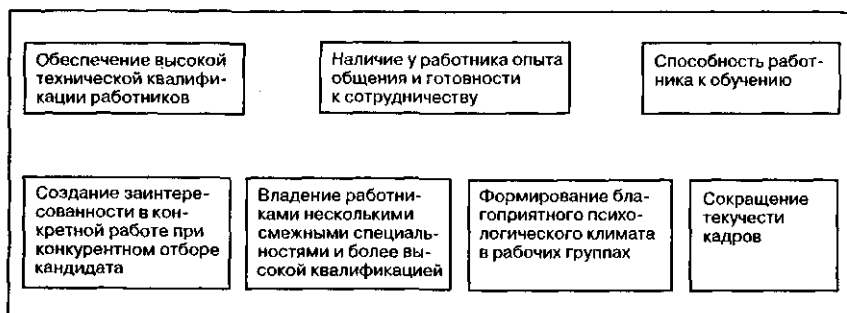 Обеспечение высокой
технической квалифи-
кации работников
Наличие у работника опыта
общения и готовности
к сотрудничеству
Способность работ-
ника к обучению
Создание заинтере-
сованности в кон-
кретной работе при
конкурентном отборе
кандидата
Владение работни-
ками несколькими
смежными специаль-
ностями и более вы-
сокой квалификацией
Формирование бла-
гоприятного психо-
логического климата
в рабочих группах
Сокращение
текучести
кадров